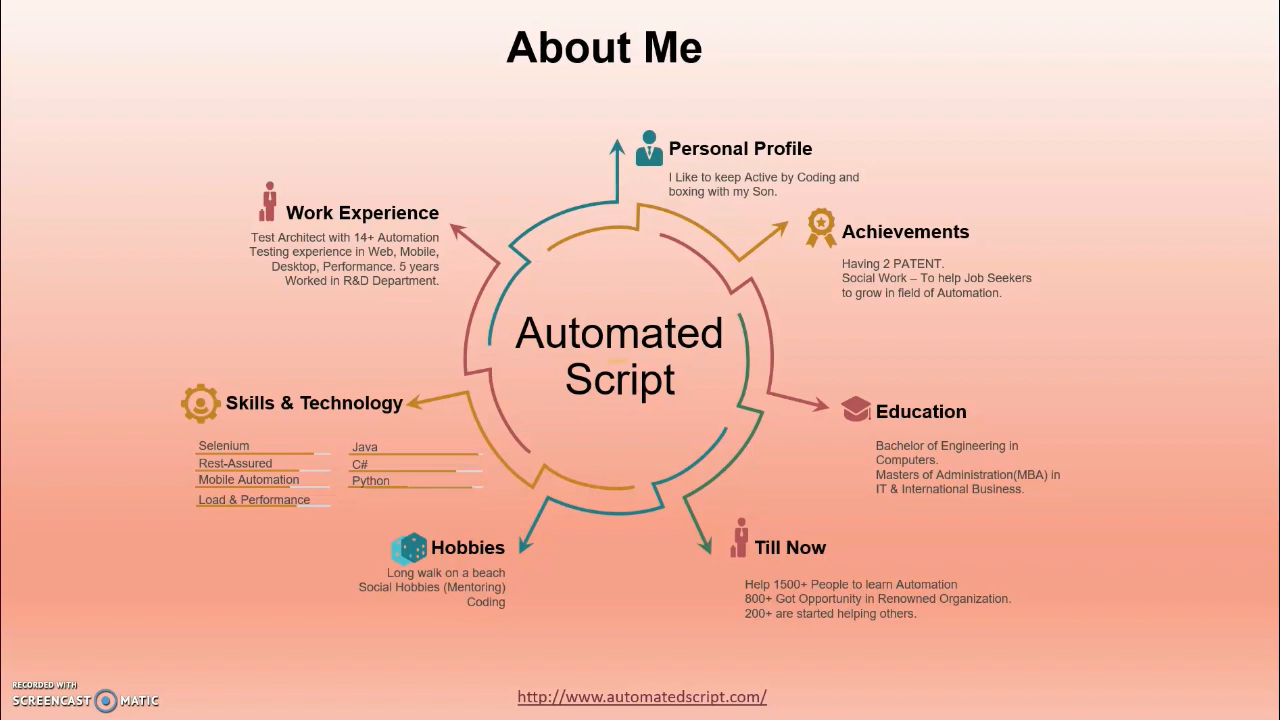 About Me
Personal Profile
I Like to keep Active by Coding and
boxing with my Son.
Work Experience
Test Architect with 14+ Automation
Testing experience in Web, Mobile,
Desktop, Performance. 5 years
Worked in R&D Department.
Achievements
Having 2 PATENT.
Social Work – To help Job Seekers
to grow in field of Automation.
Automated
Script
Skills & Technology
Selenium
Rest-Assured
Mobile Automation
Load & Performance
Java
C#
Python
Education
Bachelor of Engineering in
Computers.
Masters of Administration(MBA) in
IT & International Business.
Hobbies
Long walk on a beach
Social Hobbies (Mentoring)
Coding
Till Now
Help 1500+ People to learn Automation
800+ Got Opportunity in Renowned Organization.
200+ are started helping others.
RECORDED WITH
SCREENCAST MATIC
http://www.automatedscript.com/